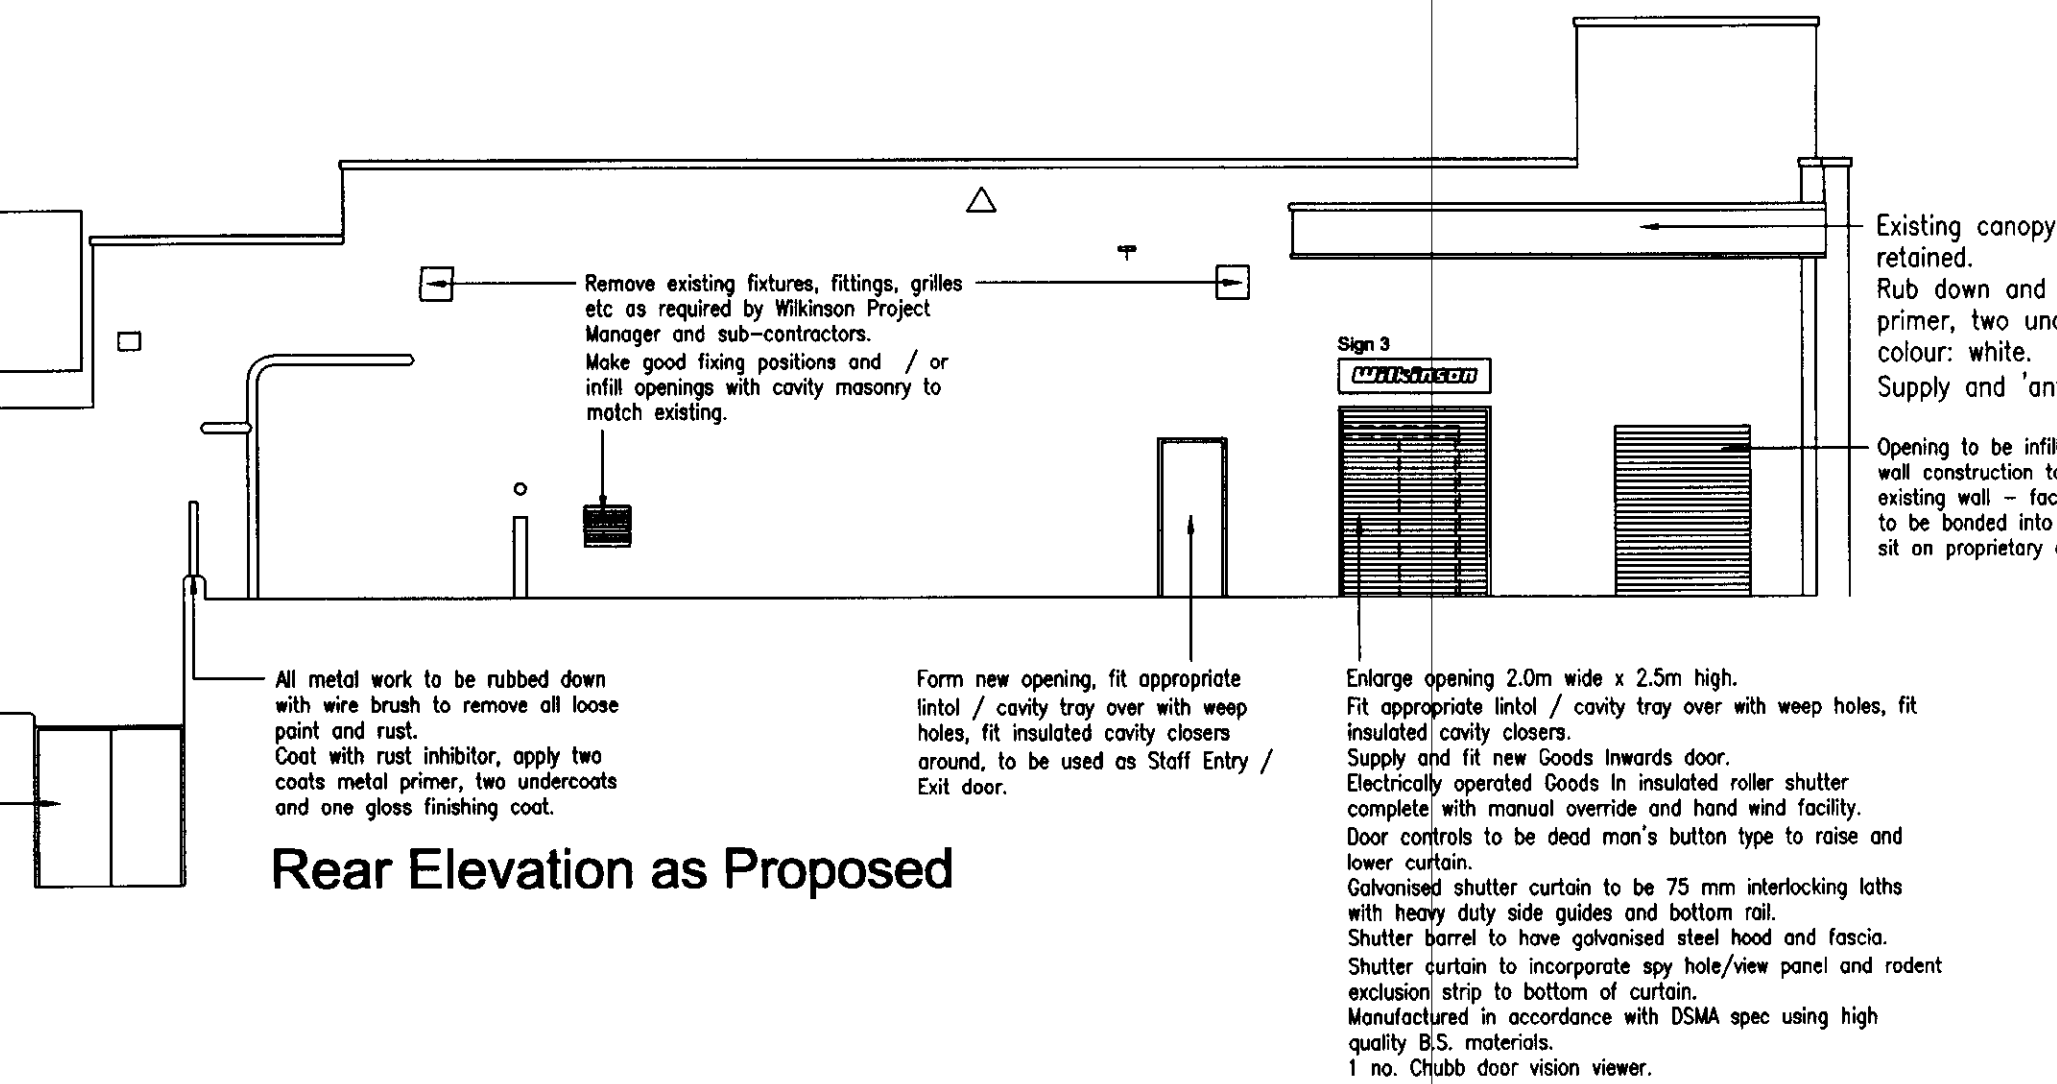 Existing canopy
retained.
Rub down and
primer, two
colour: white.
Supply and
Remove existing fixtures, fittings, grilles
etc as required by Wilkinson Project
Manager and sub-contractors.
Make good fixing positions and / or
infill openings with cavity masonry to
match existing.
Sign 3
Wilkinson
Opening to be
wall construction
existing wall -
to be bonded into
sit on proprietary
All metal work to be rubbed down
with wire brush to remove all loose
paint and rust.
Coat with rust inhibitor, apply two
coats metal primer, two undercoats
and one gloss finishing coat.
Form new opening, fit appropriate
lintol / cavity tray over with weep
holes, fit insulated cavity closers
around, to be used as Staff Entry /
Exit door.
Enlarge opening 2.0m wide x 2.5m high.
Fit appropriate lintol / cavity tray over with weep holes, fit
insulated cavity closers.
Supply and fit new Goods Inwards door.
Electrically operated Goods In insulated roller shutter
complete with manual override and hand wind facility.
Door controls to be dead man's button type to raise and
lower curtain.
Galvanised shutter curtain to be 75 mm interlocking laths
with heavy duty side guides and bottom rail.
Shutter barrel to have galvanised steel hood and fascia.
Shutter curtain to incorporate spy hole/view panel and rodent
exclusion strip to bottom of curtain.
Manufactured in accordance with DSMA spec using high
quality B.S. materials.
1 no. Chubb door vision viewer.
Rear Elevation as Proposed